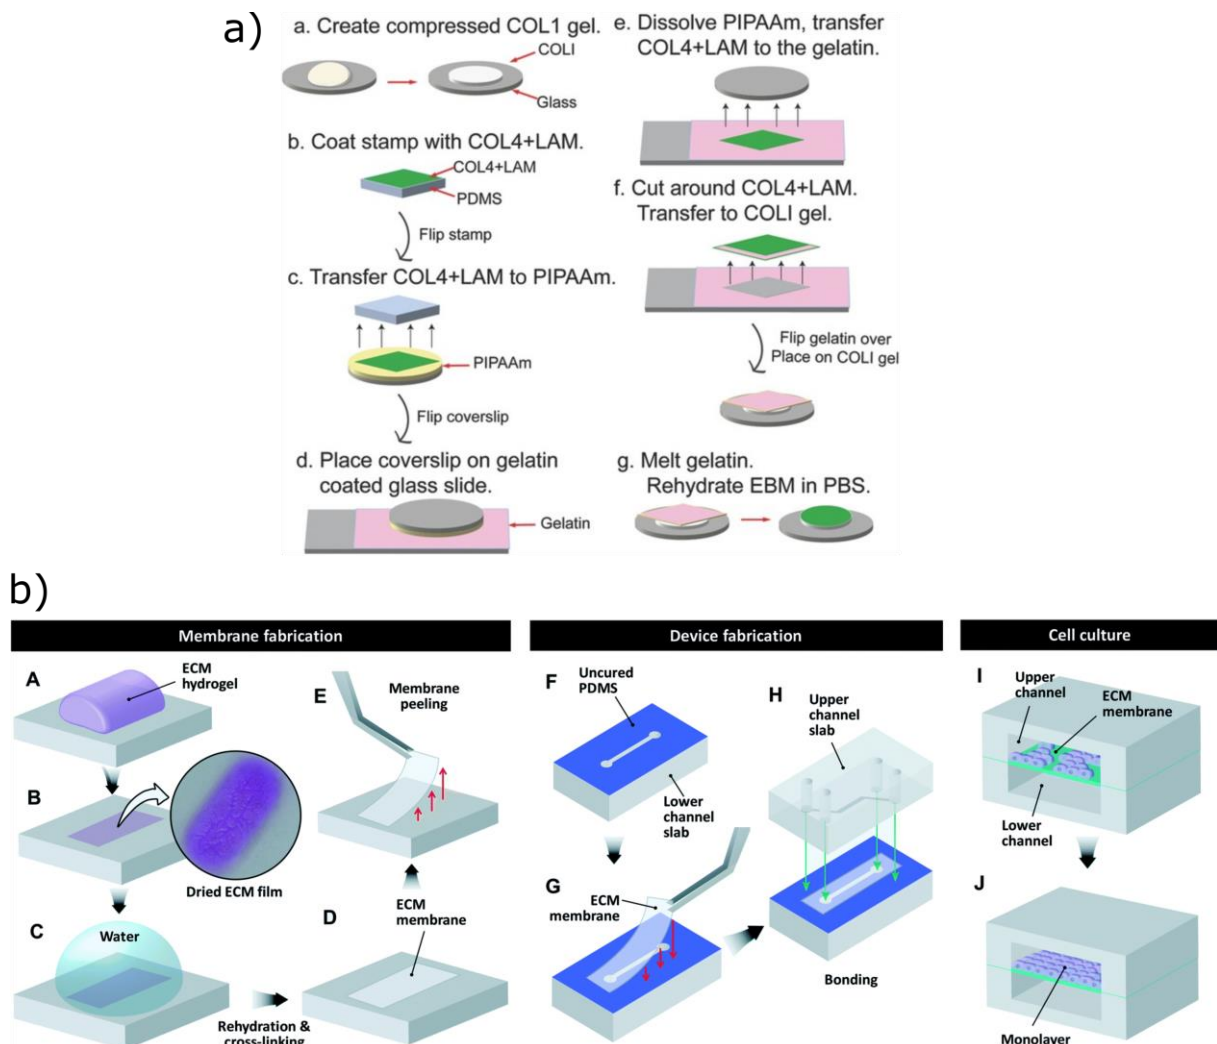 a)
a. Create compressed COL1 gel.
COLI
Glass
b. Coat stamp with COL4+LAM.
COL4+LAM
PDMS
Flip stamp
c. Transfer COL4+LAM to PIPAAm.
PIPAAm
Flip coverslip
d. Place coverslip on gelatin
coated glass slide.
Gelatin
e. Dissolve PIPAAm, transfer
COL4+LAM to the gelatin.
f. Cut around COL4+LAM.
Transfer to COLI gel.
Flip gelatin over
Place on COLI gel
g. Melt gelatin.
Rehydrate EBM in PBS.
b)
Membrane fabrication
A
ECM
hydrogel
B
Dried ECM film
C
Water
Rehydration &
cross-linking
D
ECM
membrane
E
Membrane
peeling
Device fabrication
F
Uncured
PDMS
Lower
channel
slab
G
ECM
membrane
H
Upper
channel
slab
Bonding
Cell culture
I
Upper
channel
ECM
membrane
Lower
channel
J
Monolayer